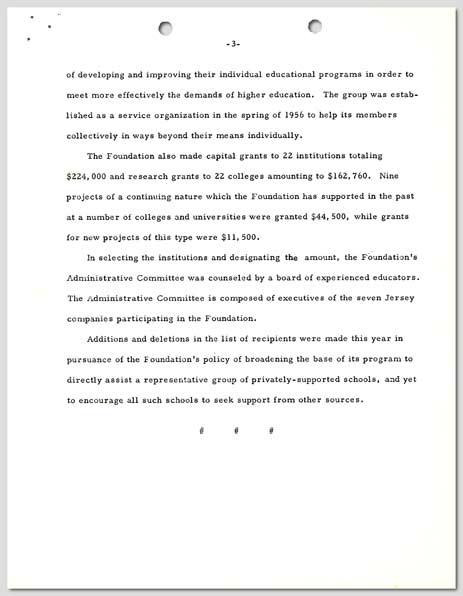 -3-
of developing and improving their individual educational programs in order to
meet more effectively the demands of higher education. The group was estab-
lished as a service organization in the spring of 1956 to help its members
collectively in ways beyond their means individually.
The Foundation also made capital grants to 22 institutions totaling
$224,000 and research grants to 22 colleges amounting to $162,760. Nine
projects of a continuing nature which the Foundation has supported in the past
at a number of colleges and universities were granted $44,500, while grants
for new projects of this type were $11,500.
In selecting the institutions and designating the amount, the Foundation's
Administrative Committee was counseled by a board of experienced educators.
The Administrative Committee is composed of executives of the seven Jersey
companies participating in the Foundation.
Additions and deletions in the list of recipients were made this year in
pursuance of the Foundation's policy of broadening the base of its program to
directly assist a representative group of privately-supported schools, and yet
to encourage all such schools to seek support from other sources.
# # #